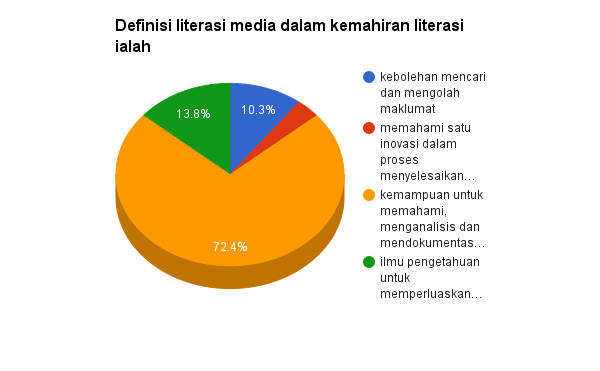 Definisi literasi media dalam kemahiran literasi
ialah
kebolehan mencari
dan mengolah
maklumat
memahami satu
inovasi dalam
proses
menyelesaikan…
kemampuan untuk
memahami,
menganalisis dan
mendokumentas…
ilmu pengetahuan
untuk
memperluaskan…
10.3%
13.8%
72.4%